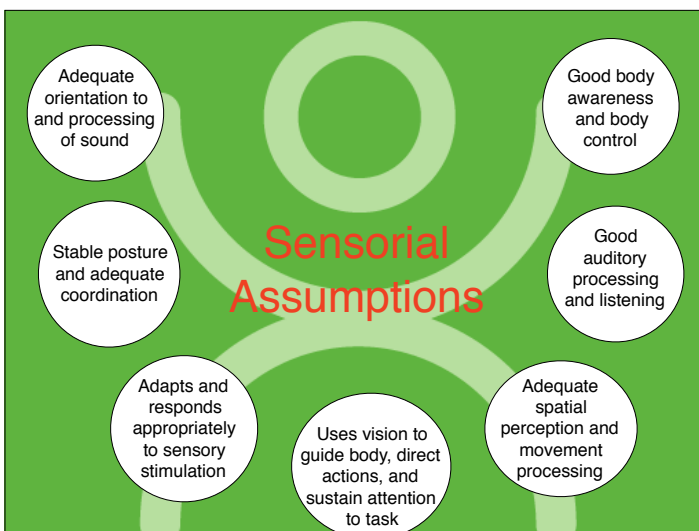 Adequate
orientation to
and processing
of sound
Good body
awareness
and body
control
Sensorial
Assumptions
Stable posture
and adequate
coordination
Good
auditory
processing
and listening
Adapts and
responds
appropriately
to sensory
stimulation
Uses vision to
guide body, direct
actions, and
sustain attention
to task
Adequate
spatial
perception and
movement
processing